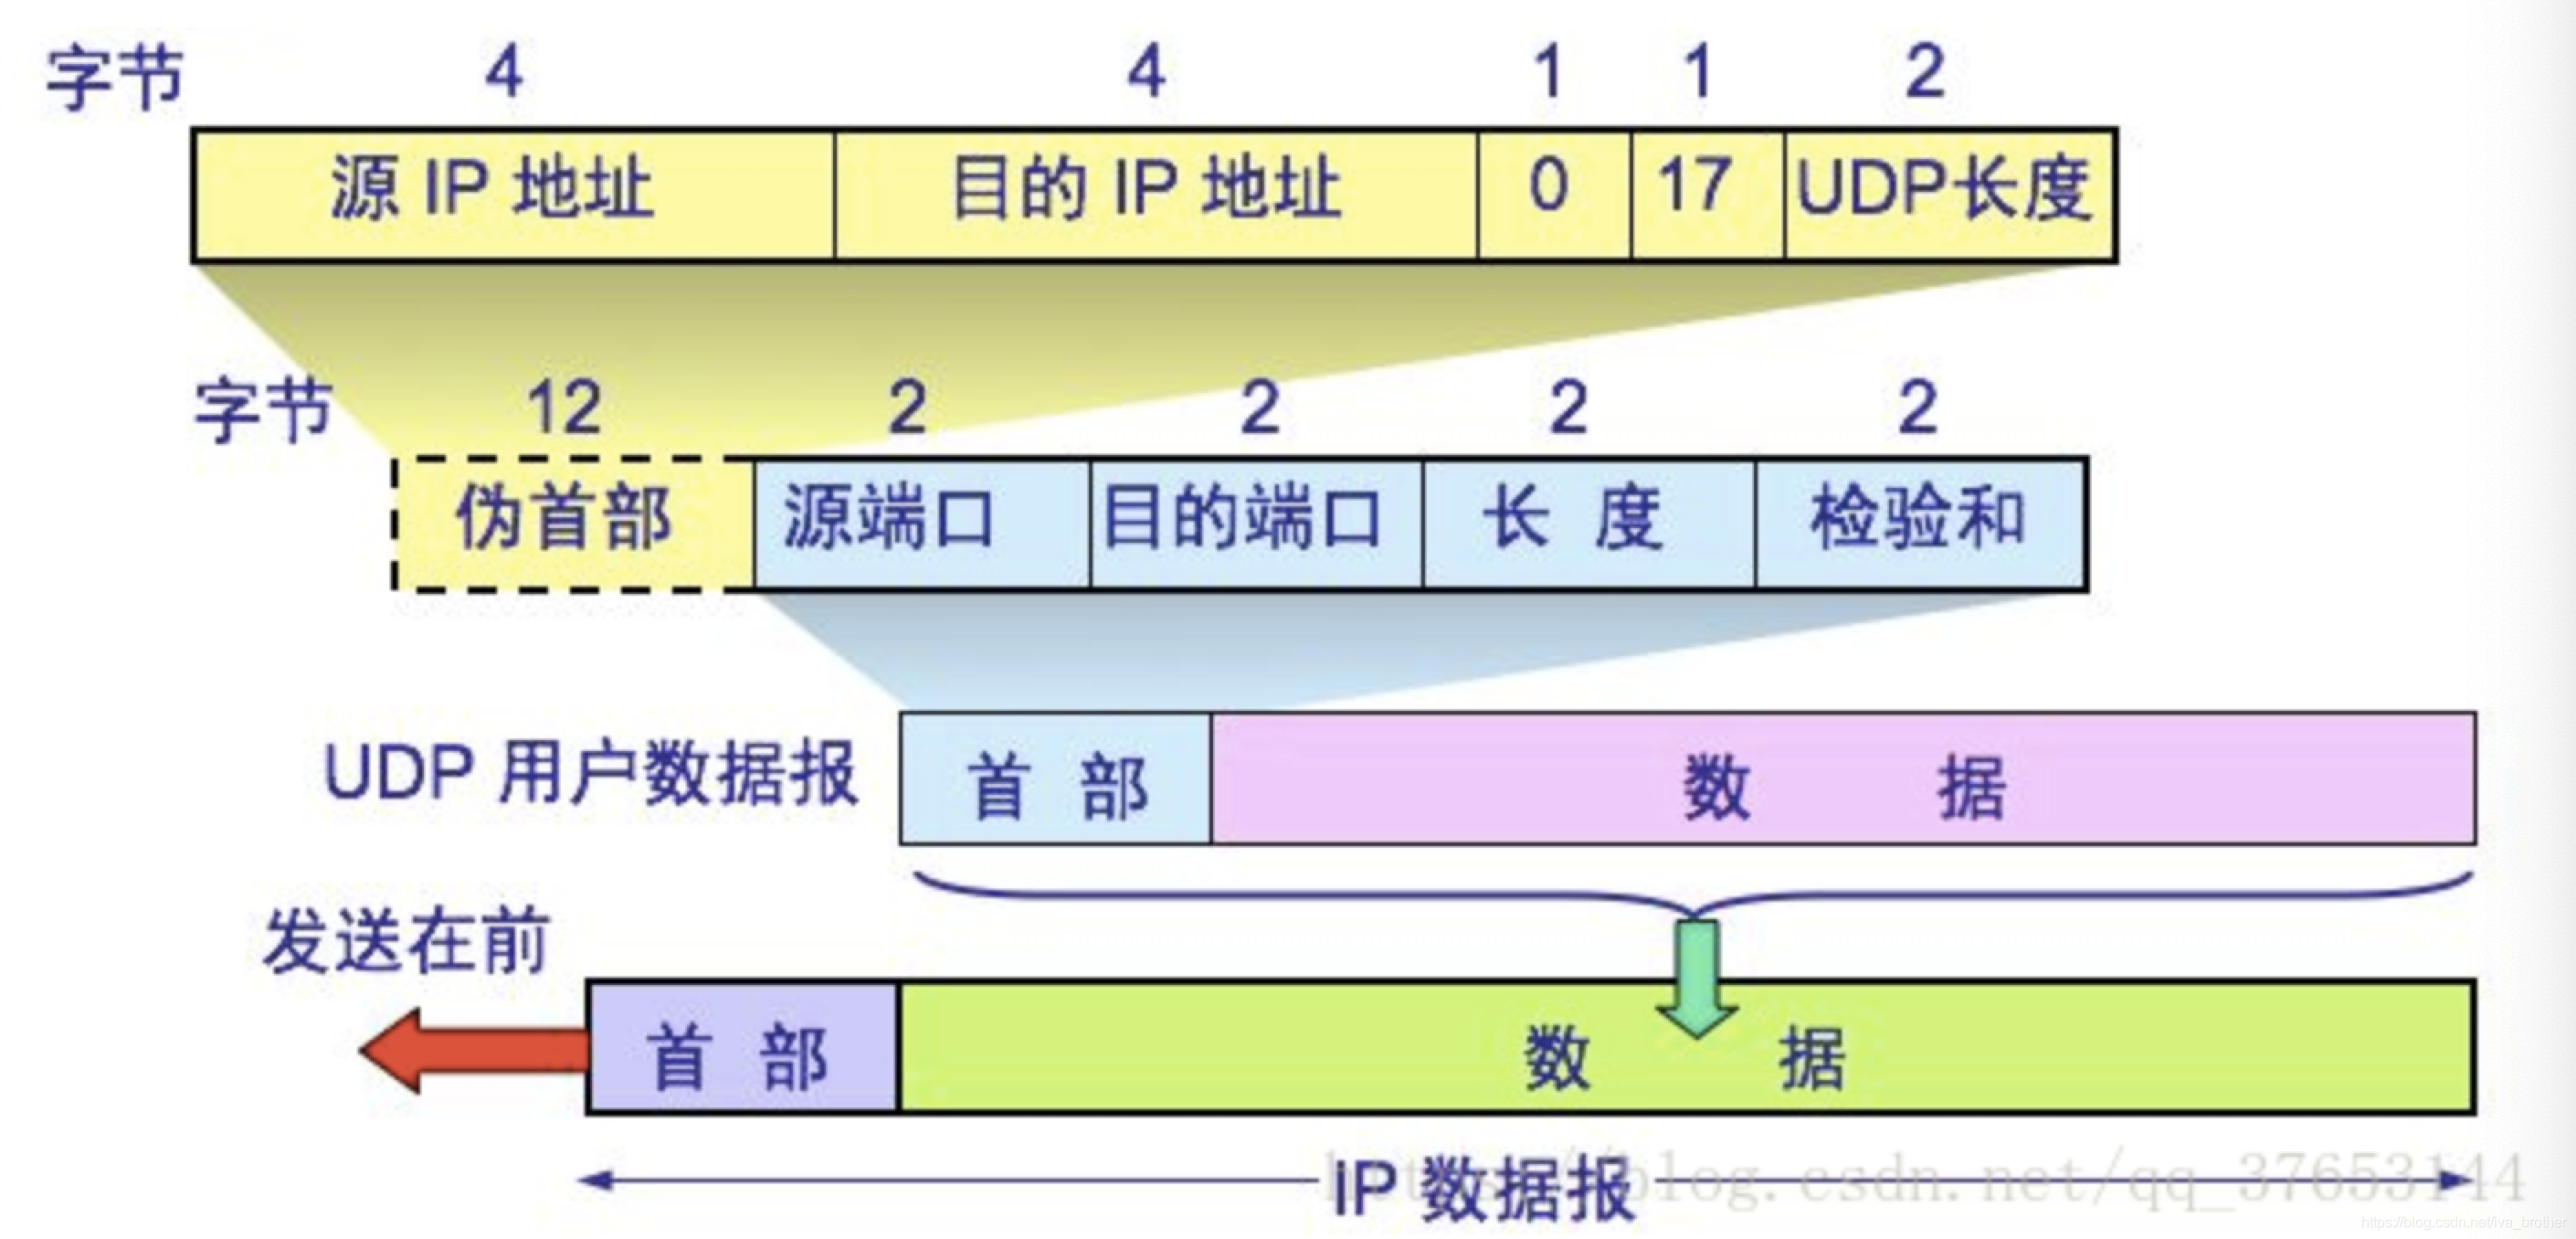 字节 4 4 1 1 2
源 IP 地址 目的 IP 地址 0 17 UDP长度
字节 12 2 2 2 2
伪首部 源端口 目的端口 长 度 检验和
UDP 用户数据报 首 部 数 据
发送在前
首 部 数 据
IP 数据报
blog.csdn.net/qq_37653144
https://blog.csdn.net/iva_brother